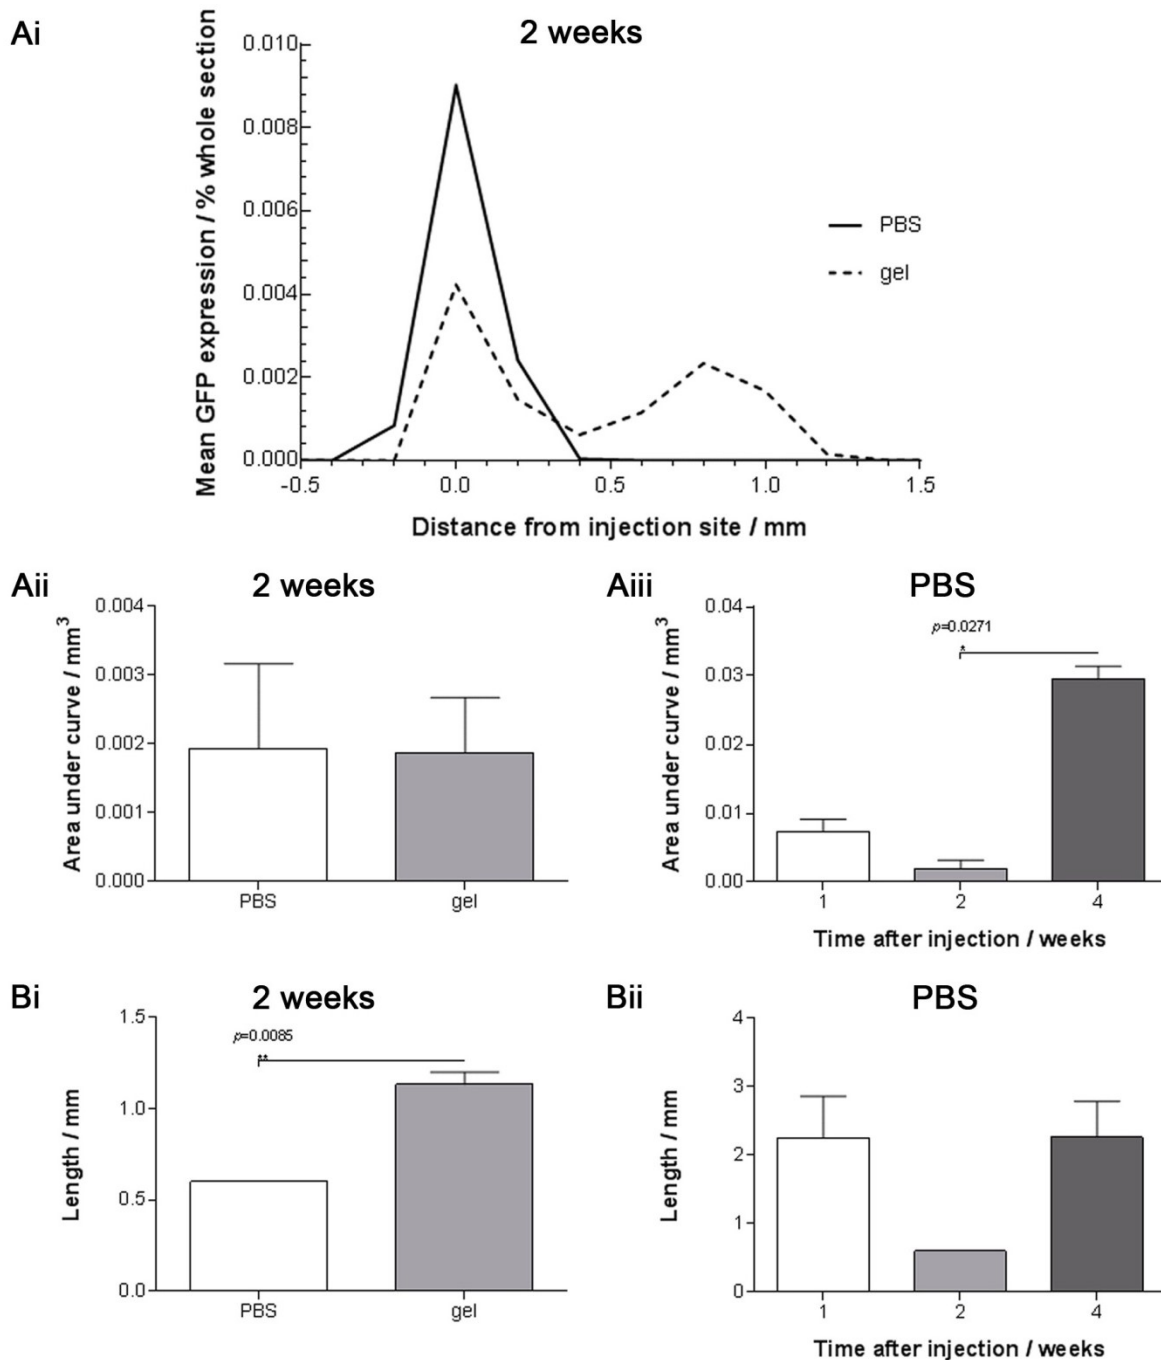 Ai
2 weeks
Mean GFP expression / % whole section
0.010
0.008
0.006
0.004
0.002
0.000
-0.5 0.0 0.5 1.0 1.5
Distance from injection site / mm
PBS
gel
Aii
2 weeks
Area under curve / mm³
0.004
0.003
0.002
0.001
0.000
PBS gel
Aiii
PBS
Area under curve / mm³
0.04
0.03
0.02
0.01
0.00
p=0.0271
*
1 2 4
Time after injection / weeks
Bi
2 weeks
Length / mm
1.5
1.0
0.5
0.0
p=0.0085
**
PBS gel
Bii
PBS
Length / mm
4
3
2
1
0
1 2 4
Time after injection / weeks